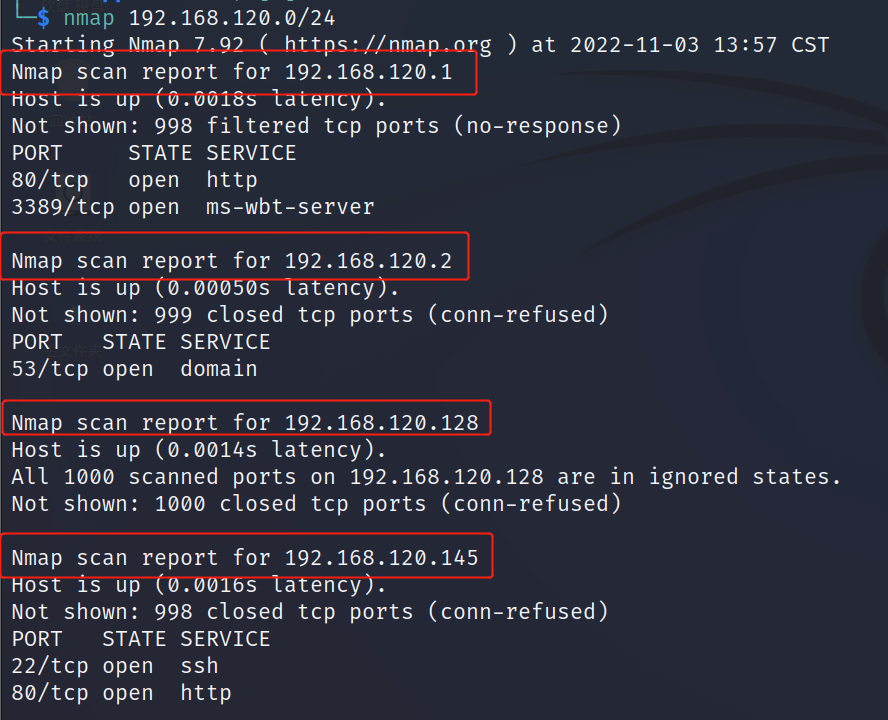 └─$ nmap 192.168.120.0/24
Starting Nmap 7.92 ( https://nmap.org ) at 2022-11-03 13:57 CST
Nmap scan report for 192.168.120.1
Host is up (0.0018s latency).
Not shown: 998 filtered tcp ports (no-response)
PORT     STATE SERVICE
80/tcp   open  http
3389/tcp open  ms-wbt-server
Nmap scan report for 192.168.120.2
Host is up (0.00050s latency).
Not shown: 999 closed tcp ports (conn-refused)
PORT   STATE SERVICE
53/tcp open  domain
Nmap scan report for 192.168.120.128
Host is up (0.0014s latency).
All 1000 scanned ports on 192.168.120.128 are in ignored states.
Not shown: 1000 closed tcp ports (conn-refused)
Nmap scan report for 192.168.120.145
Host is up (0.0016s latency).
Not shown: 998 closed tcp ports (conn-refused)
PORT   STATE SERVICE
22/tcp open  ssh
80/tcp open  http